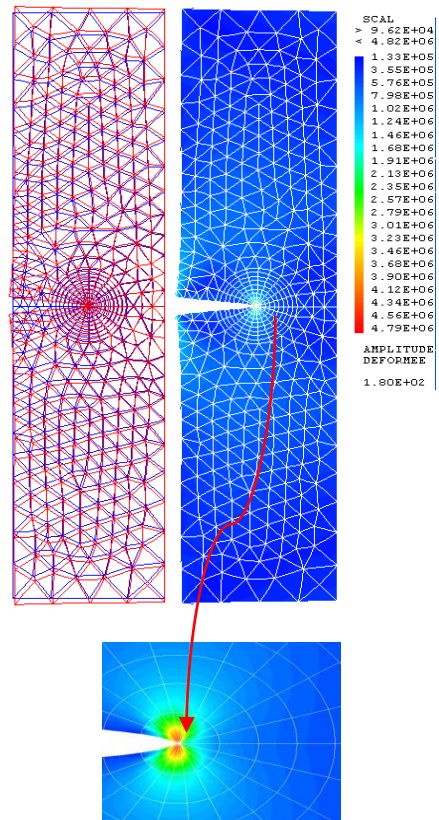 SCAL
> 9.62E+04
< 4.82E+06
1.33E+05
3.55E+05
5.76E+05
7.98E+05
1.02E+06
1.24E+06
1.46E+06
1.68E+06
1.91E+06
2.13E+06
2.35E+06
2.57E+06
2.79E+06
3.01E+06
3.23E+06
3.46E+06
3.68E+06
3.90E+06
4.12E+06
4.34E+06
4.56E+06
4.79E+06
AMPLITUDE
DEFORMEE
1.80E+02